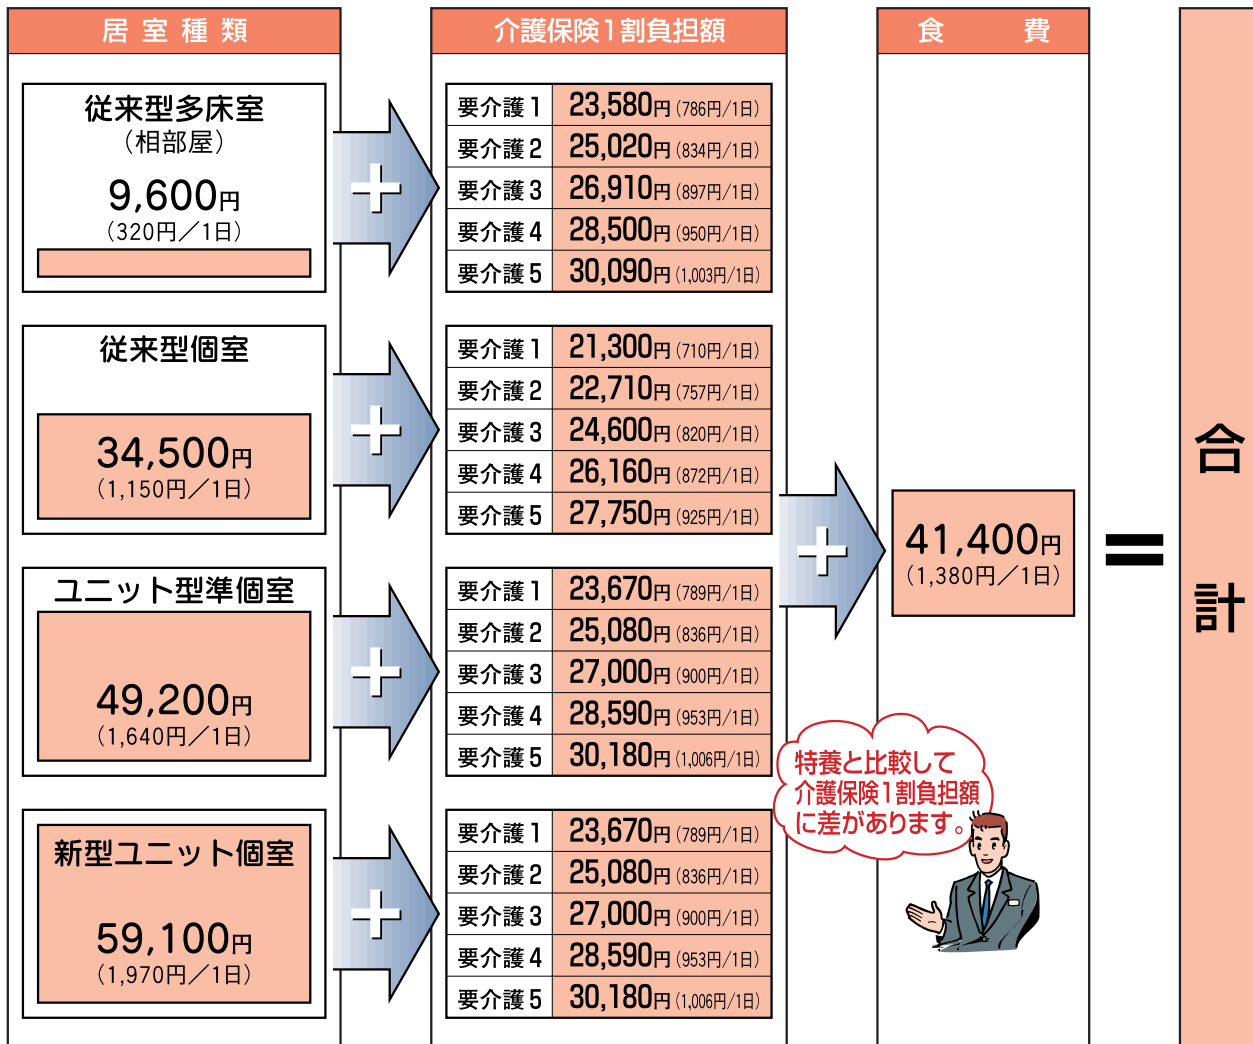 居室種類
介護保険1割負担額
食費
従来型多床室
（相部屋）
9,600円
（320円／1日）
＋
要介護1 23,580円（786円/1日）
要介護2 25,020円（834円/1日）
要介護3 26,910円（897円/1日）
要介護4 28,500円（950円/1日）
要介護5 30,090円（1,003円/1日）
従来型個室
34,500円
（1,150円／1日）
＋
要介護1 21,300円（710円/1日）
要介護2 22,710円（757円/1日）
要介護3 24,600円（820円/1日）
要介護4 26,160円（872円/1日）
要介護5 27,750円（925円/1日）
ユニット型準個室
49,200円
（1,640円／1日）
＋
要介護1 23,670円（789円/1日）
要介護2 25,080円（836円/1日）
要介護3 27,000円（900円/1日）
要介護4 28,590円（953円/1日）
要介護5 30,180円（1,006円/1日）
新型ユニット個室
59,100円
（1,970円／1日）
＋
要介護1 23,670円（789円/1日）
要介護2 25,080円（836円/1日）
要介護3 27,000円（900円/1日）
要介護4 28,590円（953円/1日）
要介護5 30,180円（1,006円/1日）
＋
41,400円
（1,380円／1日）
＝
合計
特養と比較して
介護保険1割負担額
に差があります。